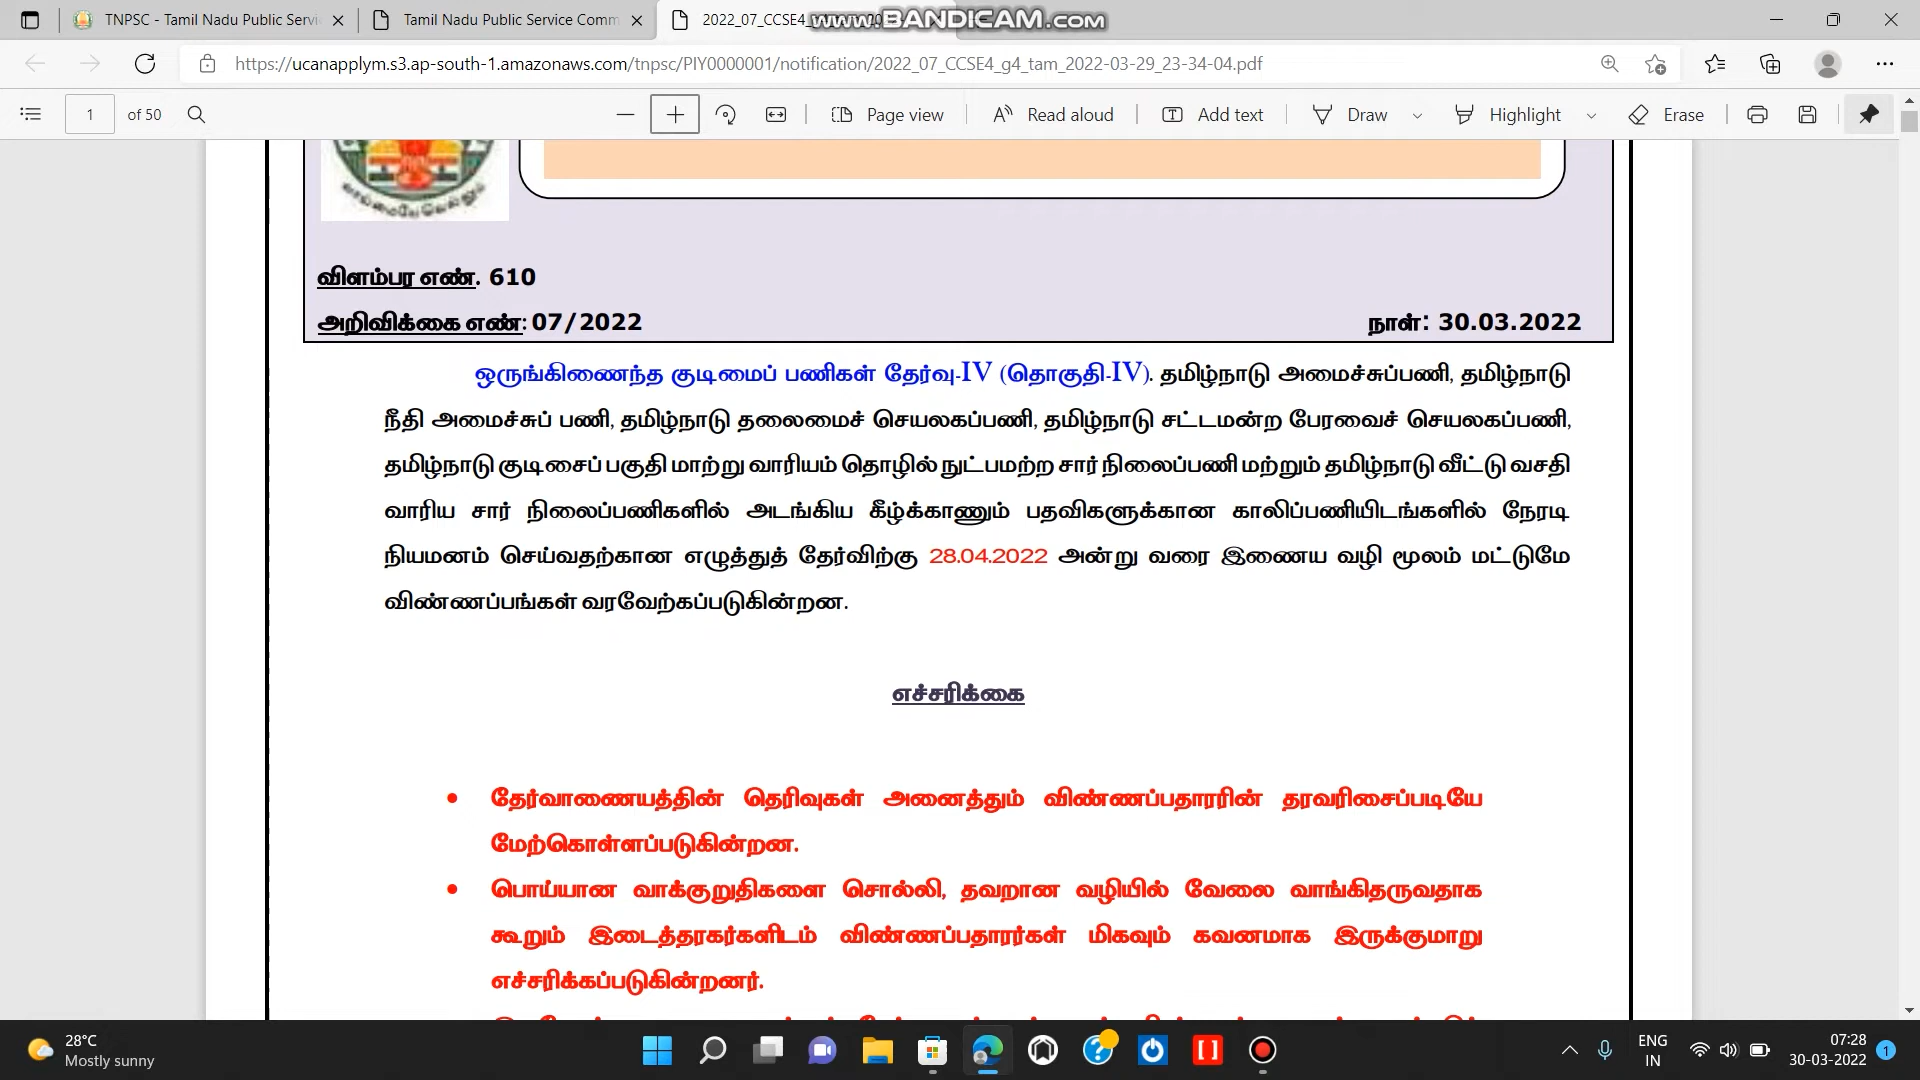 TNPSC - Tamil Nadu Public Servi
Tamil Nadu Public Service Comm
2022_07_CCSE4_
www.BANDICAM.com
https://ucanapplym.s3.ap-south-1.amazonaws.com/tnpsc/PIY0000001/notification/2022_07_CCSE4_g4_tam_2022-03-29_23-34-04.pdf
1 of 50
Page view
Read aloud
Add text
Draw
Highlight
Erase
வாய்மையே வெல்லும்
விளம்பர எண். 610
அறிவிக்கை எண்: 07/2022 நாள்: 30.03.2022
ஒருங்கிணைந்த குடிமைப் பணிகள் தேர்வு-IV (தொகுதி-IV). தமிழ்நாடு அமைச்சுப்பணி, தமிழ்நாடு
நீதி அமைச்சுப் பணி, தமிழ்நாடு தலைமைச் செயலகப்பணி, தமிழ்நாடு சட்டமன்ற பேரவைச் செயலகப்பணி,
தமிழ்நாடு குடிசைப் பகுதி மாற்று வாரியம் தொழில் நுட்பமற்ற சார் நிலைப்பணி மற்றும் தமிழ்நாடு வீட்டு வசதி
வாரிய சார் நிலைப்பணிகளில் அடங்கிய கீழ்க்காணும் பதவிகளுக்கான காலிப்பணியிடங்களில் நேரடி
நியமனம் செய்வதற்கான எழுத்துத் தேர்விற்கு 28.04.2022 அன்று வரை இணைய வழி மூலம் மட்டுமே
விண்ணப்பங்கள் வரவேற்கப்படுகின்றன.
எச்சரிக்கை
• தேர்வாணையத்தின் தெரிவுகள் அனைத்தும் விண்ணப்பதாரரின் தரவரிசைப்படியே
மேற்கொள்ளப்படுகின்றன.
• பொய்யான வாக்குறுதிகளை சொல்லி, தவறான வழியில் வேலை வாங்கிதருவதாக
கூறும் இடைத்தரகர்களிடம் விண்ணப்பதாரர்கள் மிகவும் கவனமாக இருக்குமாறு
எச்சரிக்கப்படுகின்றனர்.
28°C
Mostly sunny
ENG
IN
07:28
30-03-2022
1